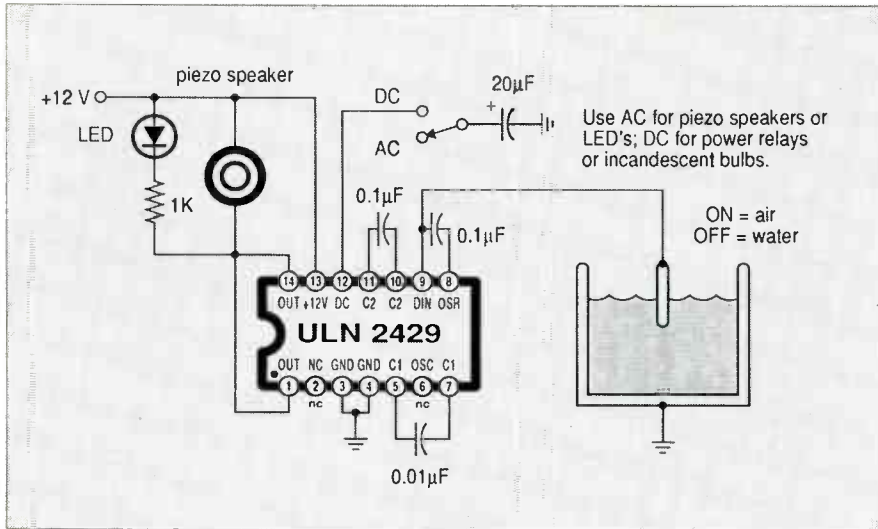 piezo speaker
+12 V
LED
1K
DC
AC
20µF
+
Use AC for piezo speakers or
LED's; DC for power relays
or incandescent bulbs.
0.1µF
0.1µF
ON = air
OFF = water
14 13 12 11 10 9 8
OUT +12V DC C2 C2 DIN OSR
ULN 2429
OUT NC GND GND C1 OSC C1
1 2 3 4 5 6 7
nc nc
0.01µF